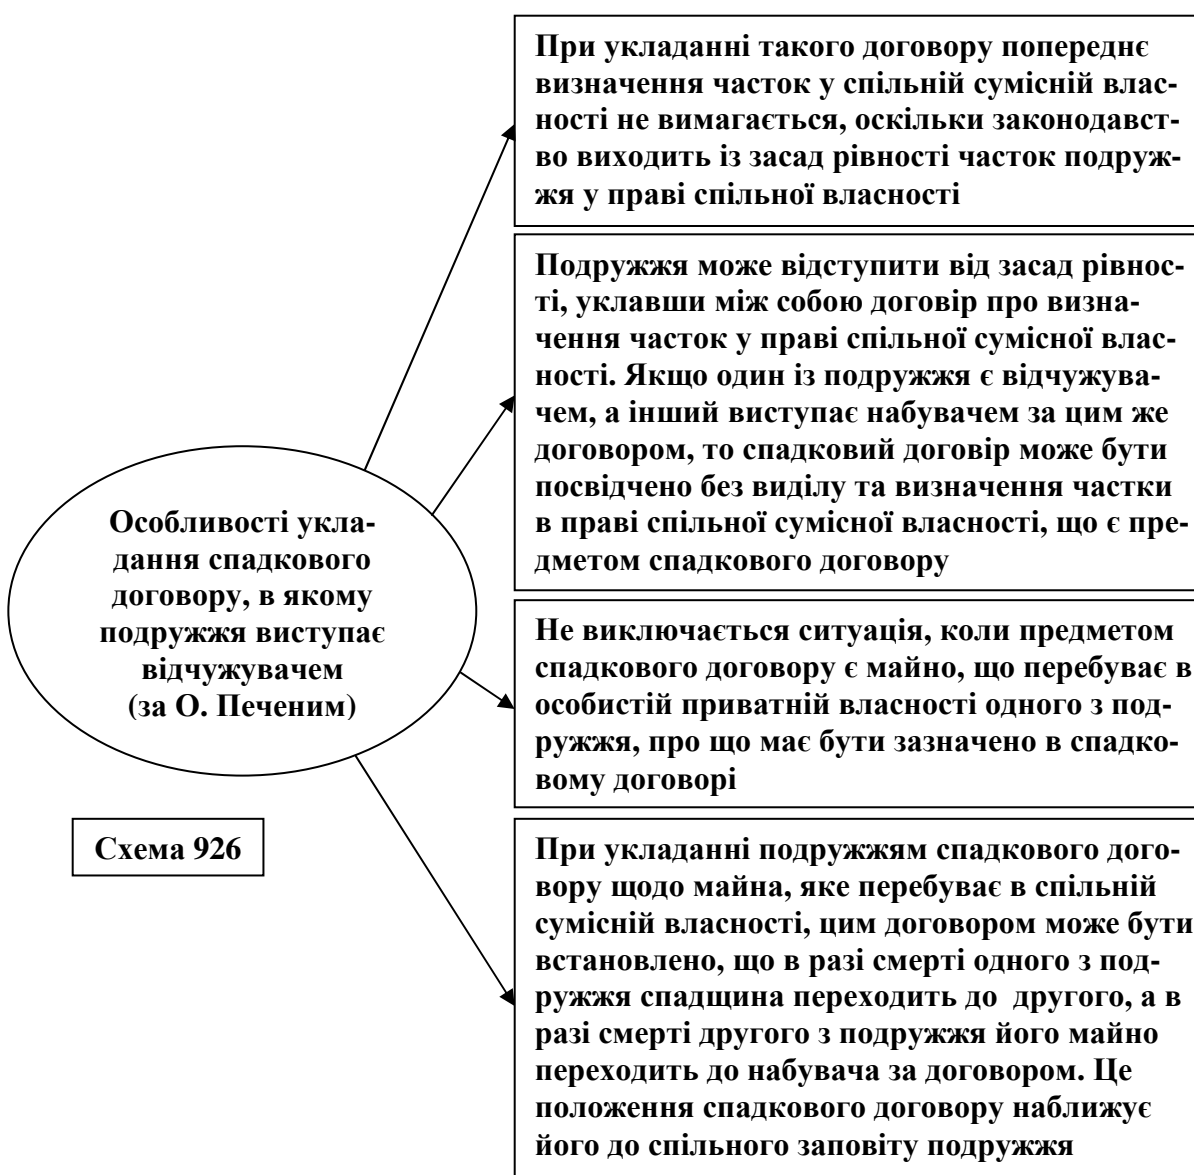 При укладанні такого договору попереднє
визначення часток у спільній сумісній влас-
ності не вимагається, оскільки законодавст-
во виходить із засад рівності часток подруж-
жя у праві спільної власності
Подружжя може відступити від засад рівнос-
ті, уклавши між собою договір про визна-
чення часток у праві спільної сумісної влас-
ності. Якщо один із подружжя є відчужува-
чем, а інший виступає набувачем за цим же
договором, то спадковий договір може бути
посвідчено без виділу та визначення частки
в праві спільної сумісної власності, що є пре-
дметом спадкового договору
Особливості укла-
дання спадкового
договору, в якому
подружжя виступає
відчужувачем
(за О. Печеним)
Не виключається ситуація, коли предметом
спадкового договору є майно, що перебуває в
особистій приватній власності одного з под-
ружжя, про що має бути зазначено в спадко-
вому договорі
Схема 926
При укладанні подружжям спадкового дого-
вору щодо майна, яке перебуває в спільній
сумісній власності, цим договором може бути
встановлено, що в разі смерті одного з под-
ружжя спадщина переходить до другого, а в
разі смерті другого з подружжя його майно
переходить до набувача за договором. Це
положення спадкового договору наближує
його до спільного заповіту подружжя